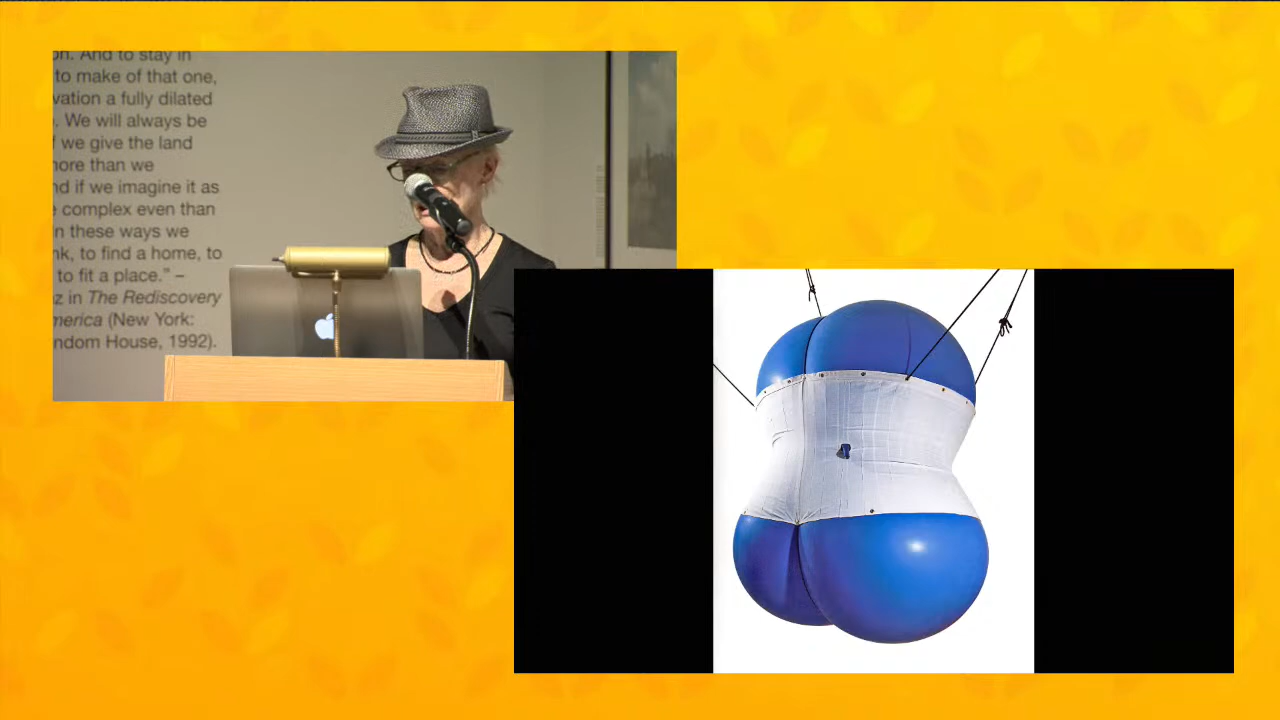 on. And to stay in
to make of that one,
vation a fully dilated
. We will always be
f we give the land
nore than we
nd if we imagine it as
e complex even than
n these ways we
nk, to find a home, to
to fit a place.” –
z in The Rediscovery
merica (New York:
ndom House, 1992).